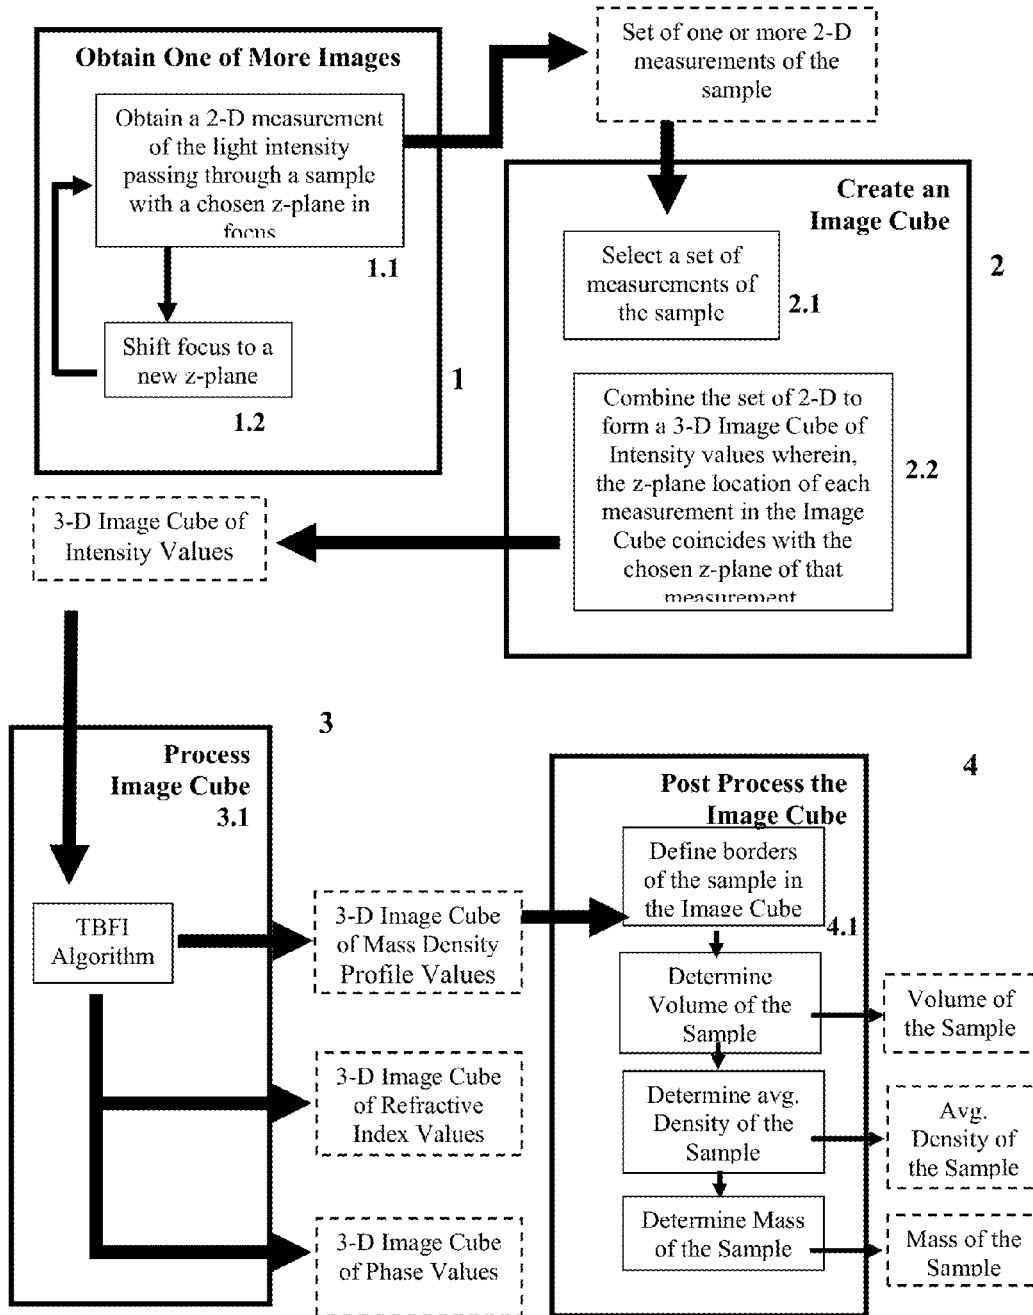 Obtain One of More Images
Obtain a 2-D measurement
of the light intensity
passing through a sample
with a chosen z-plane in
focus
1.1
Shift focus to a
new z-plane
1.2
1
Set of one or more 2-D
measurements of the
sample
Create an
Image Cube
2
Select a set of
measurements of
the sample
2.1
Combine the set of 2-D to
form a 3-D Image Cube of
Intensity values wherein,
the z-plane location of each
measurement in the Image
Cube coincides with the
chosen z-plane of that
measurement
2.2
3-D Image Cube of
Intensity Values
3
Process
Image Cube
3.1
TBFI
Algorithm
3-D Image Cube
of Mass Density
Profile Values
3-D Image Cube
of Refractive
Index Values
3-D Image Cube
of Phase Values
4
Post Process the
Image Cube
Define borders
of the sample in
the Image Cube
4.1
Determine
Volume of the
Sample
Volume of
the Sample
Determine avg.
Density of the
Sample
Avg.
Density of
the Sample
Determine Mass
of the Sample
Mass of the
Sample